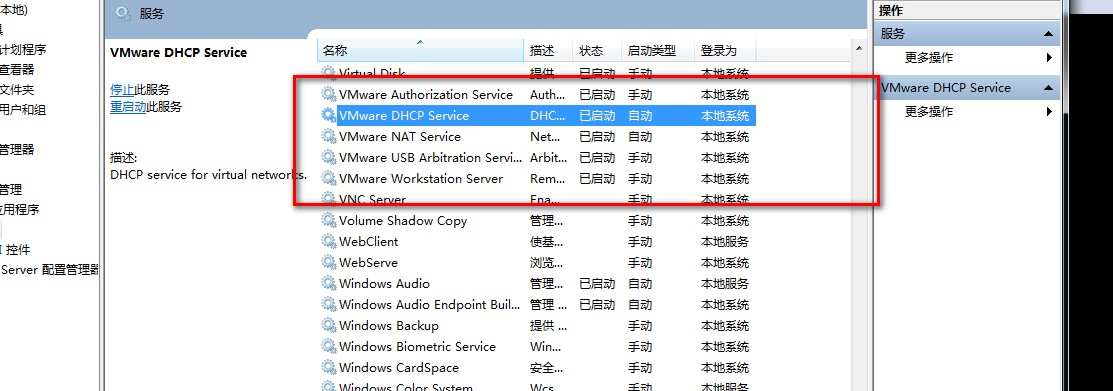 本地)
计划程序
查看器
文件夹
用户和组
管理器
管理
应用程序
I 控件
Server 配置管理器
服务
VMware DHCP Service
停止此服务
重启动此服务
描述:
DHCP service for virtual networks.
名称 描述 状态 启动类型 登录为
Virtual Disk 提供... 已启动 手动 本地系统
VMware Authorization Service Auth... 已启动 手动 本地系统
VMware DHCP Service DHC... 已启动 自动 本地系统
VMware NAT Service Net... 已启动 自动 本地系统
VMware USB Arbitration Servi... Arbit... 已启动 手动 本地系统
VMware Workstation Server Rem... 已启动 手动 本地系统
VNC Server Ena... 手动 本地系统
Volume Shadow Copy 管理... 手动 本地系统
WebClient 使基... 手动 本地服务
WebServe 浏览... 手动 本地系统
Windows Audio 管理... 已启动 自动 本地服务
Windows Audio Endpoint Buil... 管理 ... 已启动 自动 本地系统
Windows Backup 提供 ... 手动 本地系统
Windows Biometric Service Win... 手动 本地系统
Windows CardSpace 安全... 手动 本地系统
Windows Color System Wcs... 手动 本地服务
操作
服务
更多操作
VMware DHCP Service
更多操作